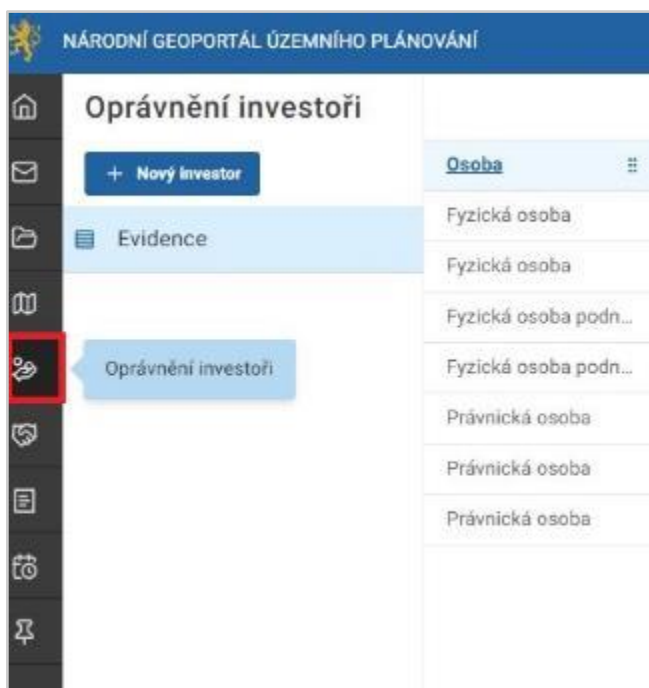 NÁRODNÍ GEOPORTÁL ÚZEMNÍHO PLÁNOVÁNÍ
Oprávnění investoři
+ Nový investor
Evidence
Oprávnění investoři
Osoba
Fyzická osoba
Fyzická osoba
Fyzická osoba podn...
Fyzická osoba podn...
Právnická osoba
Právnická osoba
Právnická osoba